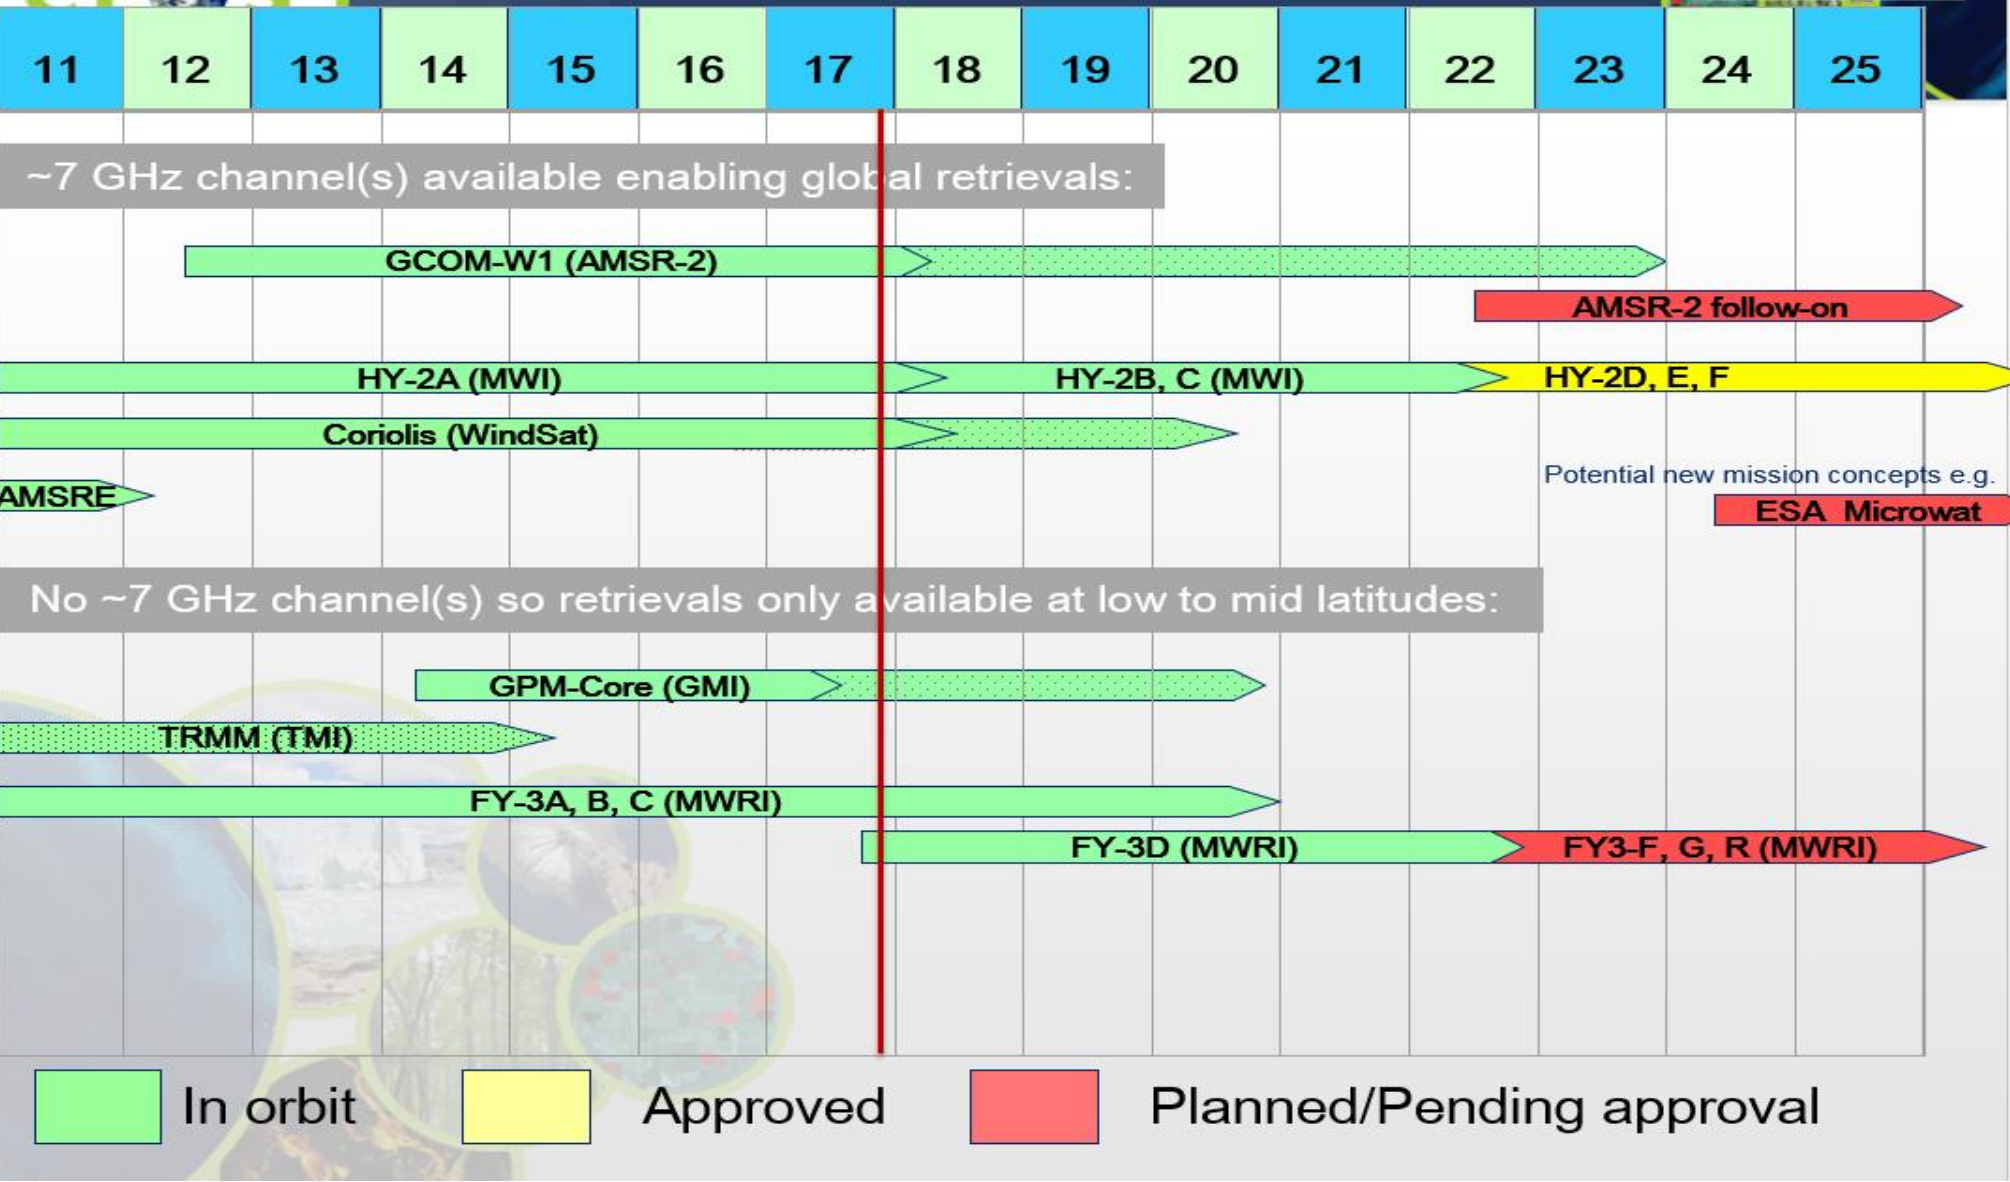 11 12 13 14 15 16 17 18 19 20 21 22 23 24 25
~7 GHz channel(s) available enabling global retrievals:
GCOM-W1 (AMSR-2)
AMSR-2 follow-on
HY-2A (MWI) HY-2B, C (MWI) HY-2D, E, F
Coriolis (WindSat)
Potential new mission concepts e.g.
AMSRE
ESA Microwat
No ~7 GHz channel(s) so retrievals only available at low to mid latitudes:
GPM-Core (GMI)
TRMM (TMI)
FY-3A, B, C (MWRI)
FY-3D (MWRI) FY3-F, G, R (MWRI)
In orbit Approved Planned/Pending approval